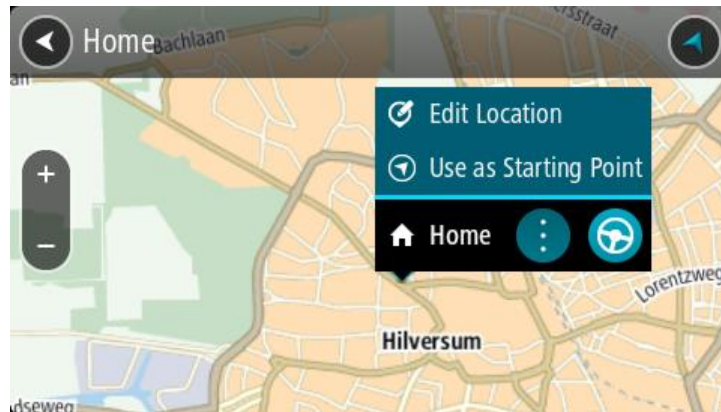 Home
Bachlaan
Edit Location
Use as Starting Point
Home
Lorentzweg
Hilversum